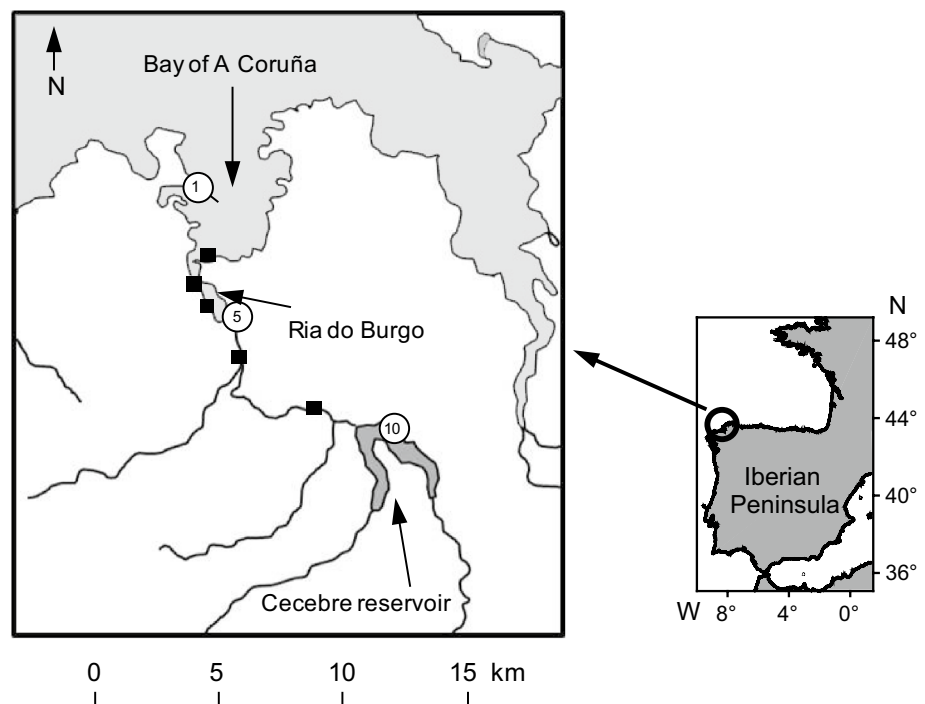 N
Bay of A Coruña
1
5
Ria do Burgo
10
Cecebre reservoir
0 5 10 15 km
N
48°
44°
40°
36°
Iberian
Peninsula
W 8° 4° 0°